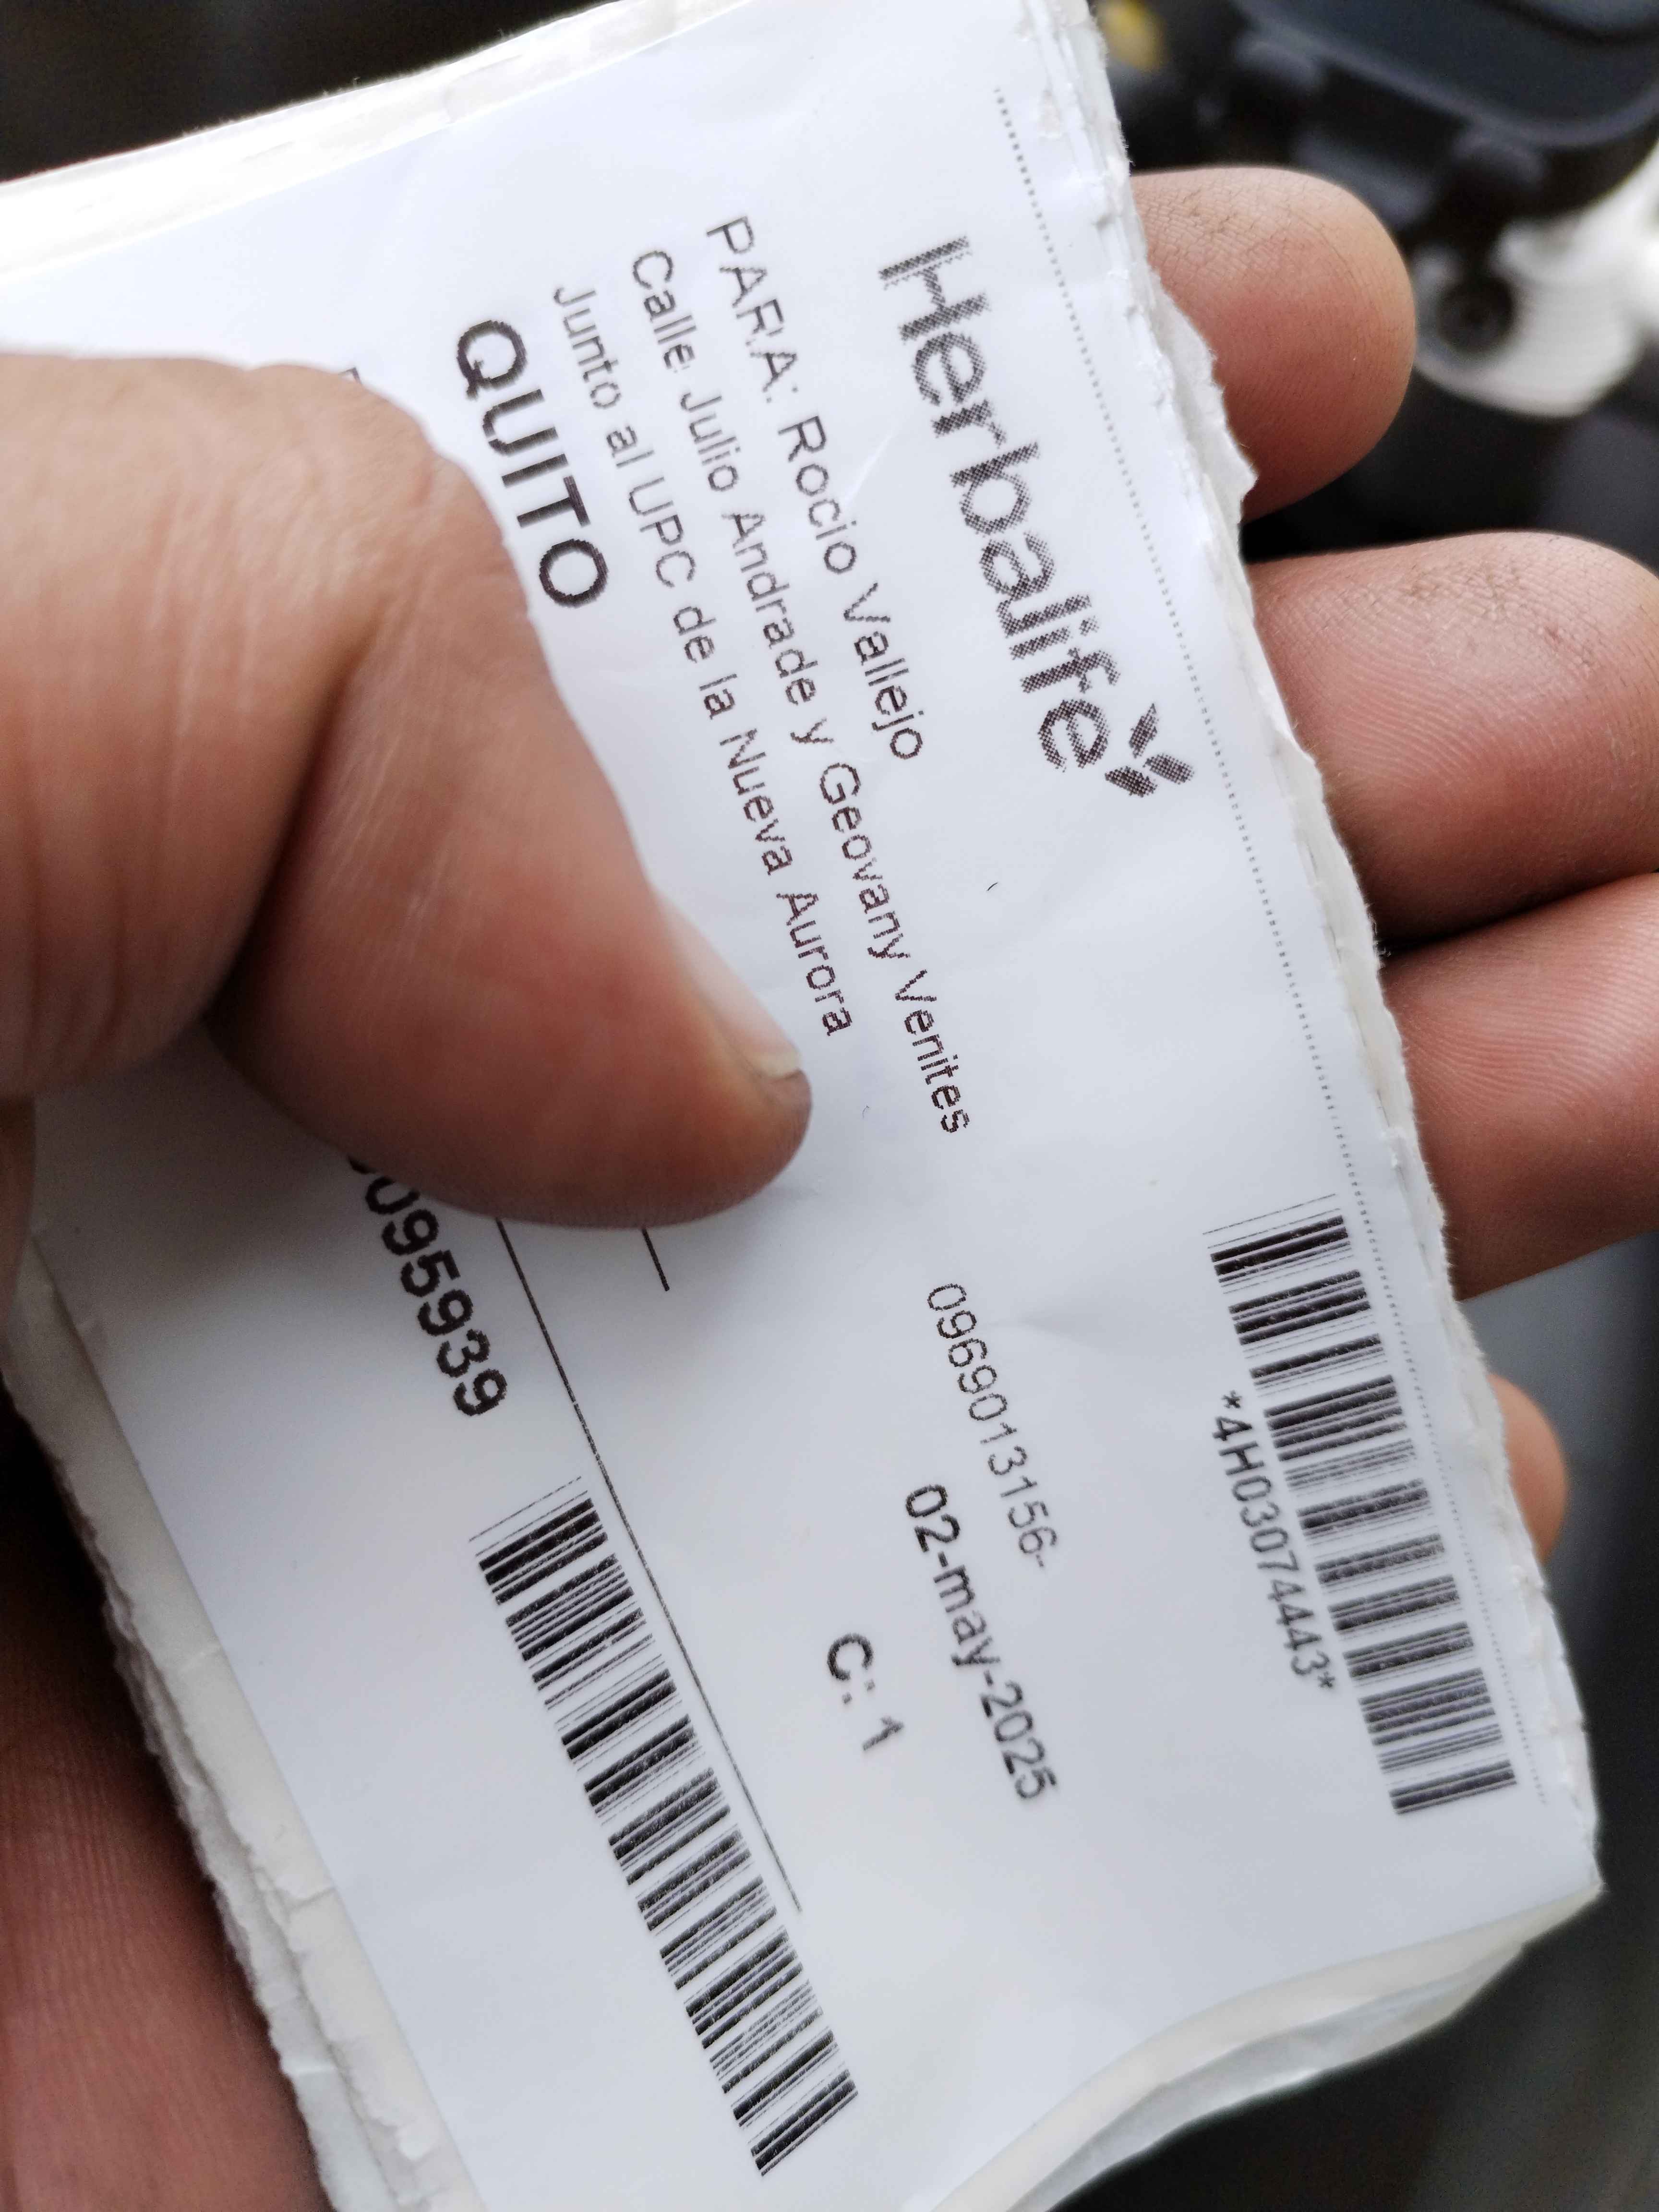 Herbalife
*4H03074443*
PARA: Rocio Vallejo
0969013156-
Calle Julio Andrade y Geovany Venites
02-may-2025
Junto al UPC de la Nueva Aurora
C: 1
QUITO
095939